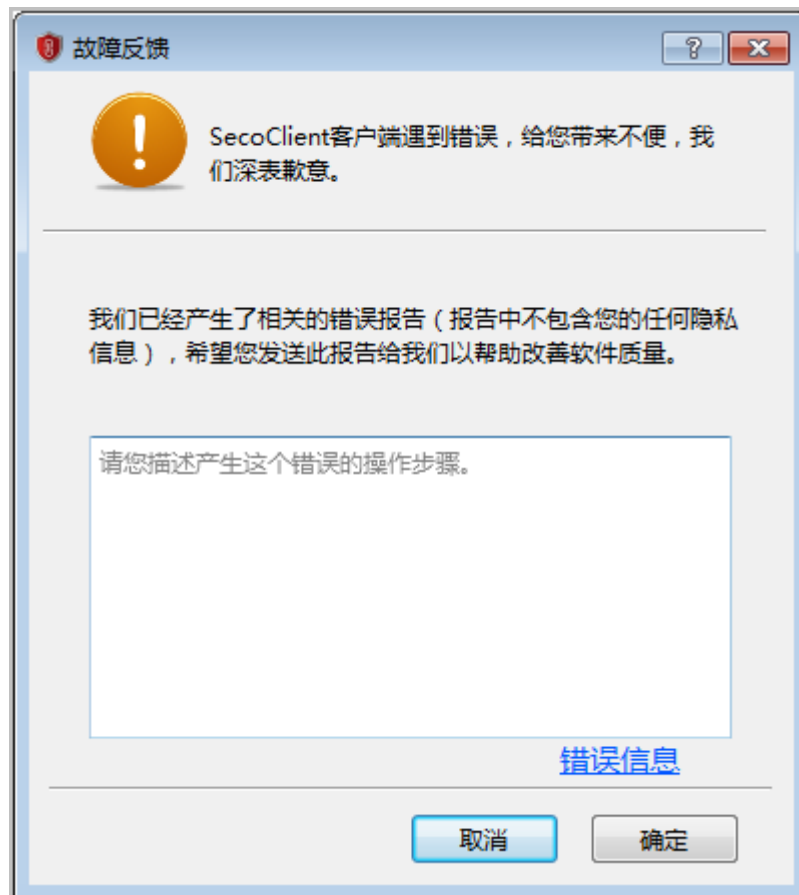 故障反馈
SecoClient客户端遇到错误，给您带来不便，我
们深表歉意。
我们已经产生了相关的错误报告（报告中不包含您的任何隐私
信息），希望您发送此报告给我们以帮助改善软件质量。
请您描述产生这个错误的操作步骤。
错误信息
取消
确定